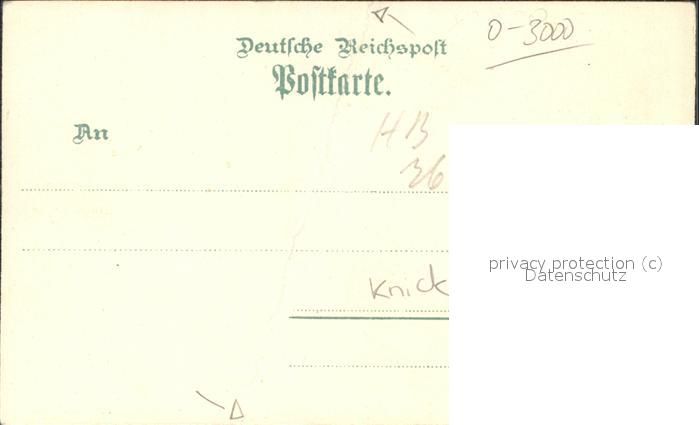 0-3000
Deutsche Reichspost
Postkarte.
An
HB
36
privacy protection (c)
Datenschutz
Knick